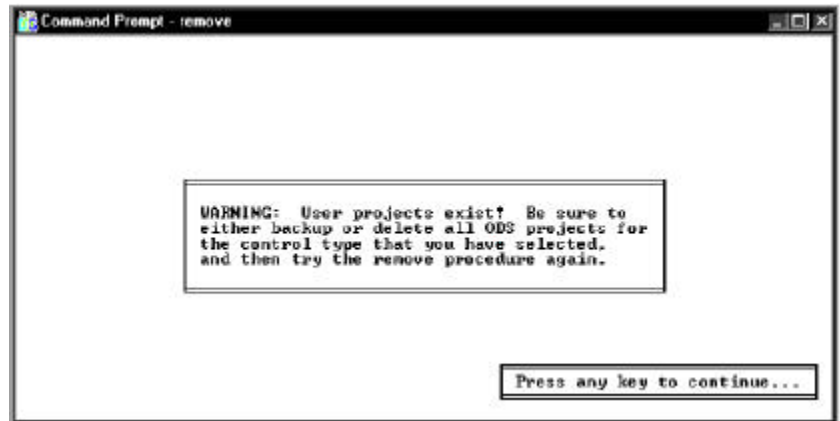 Command Prompt - remove
WARNING: User projects exist! Be sure to
either backup or delete all ODS projects for
the control type that you have selected,
and then try the remove procedure again.
Press any key to continue...